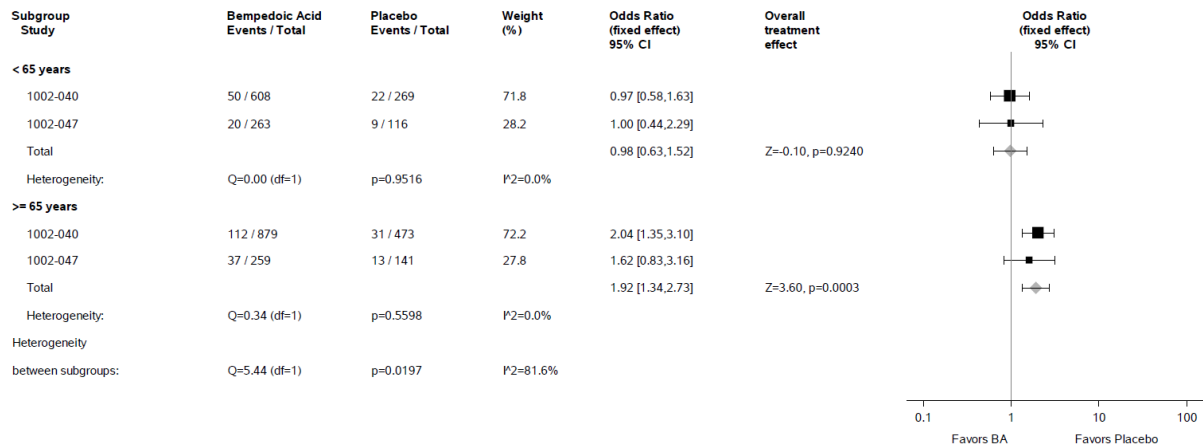 Subgroup Bempedoic Acid Placebo Weight Odds Ratio Overall Odds Ratio
Study Events / Total Events / Total (%) (fixed effect) treatment (fixed effect)
95% CI effect 95% CI
< 65 years
1002-040 50 / 608 22 / 269 71.8 0.97 [0.58,1.63]
1002-047 20 / 263 9 / 116 28.2 1.00 [0.44,2.29]
Total 0.98 [0.63,1.52] Z=-0.10, p=0.9240
Heterogeneity: Q=0.00 (df=1) p=0.9516 I^2=0.0%
>= 65 years
1002-040 112 / 879 31 / 473 72.2 2.04 [1.35,3.10]
1002-047 37 / 259 13 / 141 27.8 1.62 [0.83,3.16]
Total 1.92 [1.34,2.73] Z=3.60, p=0.0003
Heterogeneity: Q=0.34 (df=1) p=0.5598 I^2=0.0%
Heterogeneity
between subgroups: Q=5.44 (df=1) p=0.0197 I^2=81.6%
0.1 1 10 100
Favors BA Favors Placebo